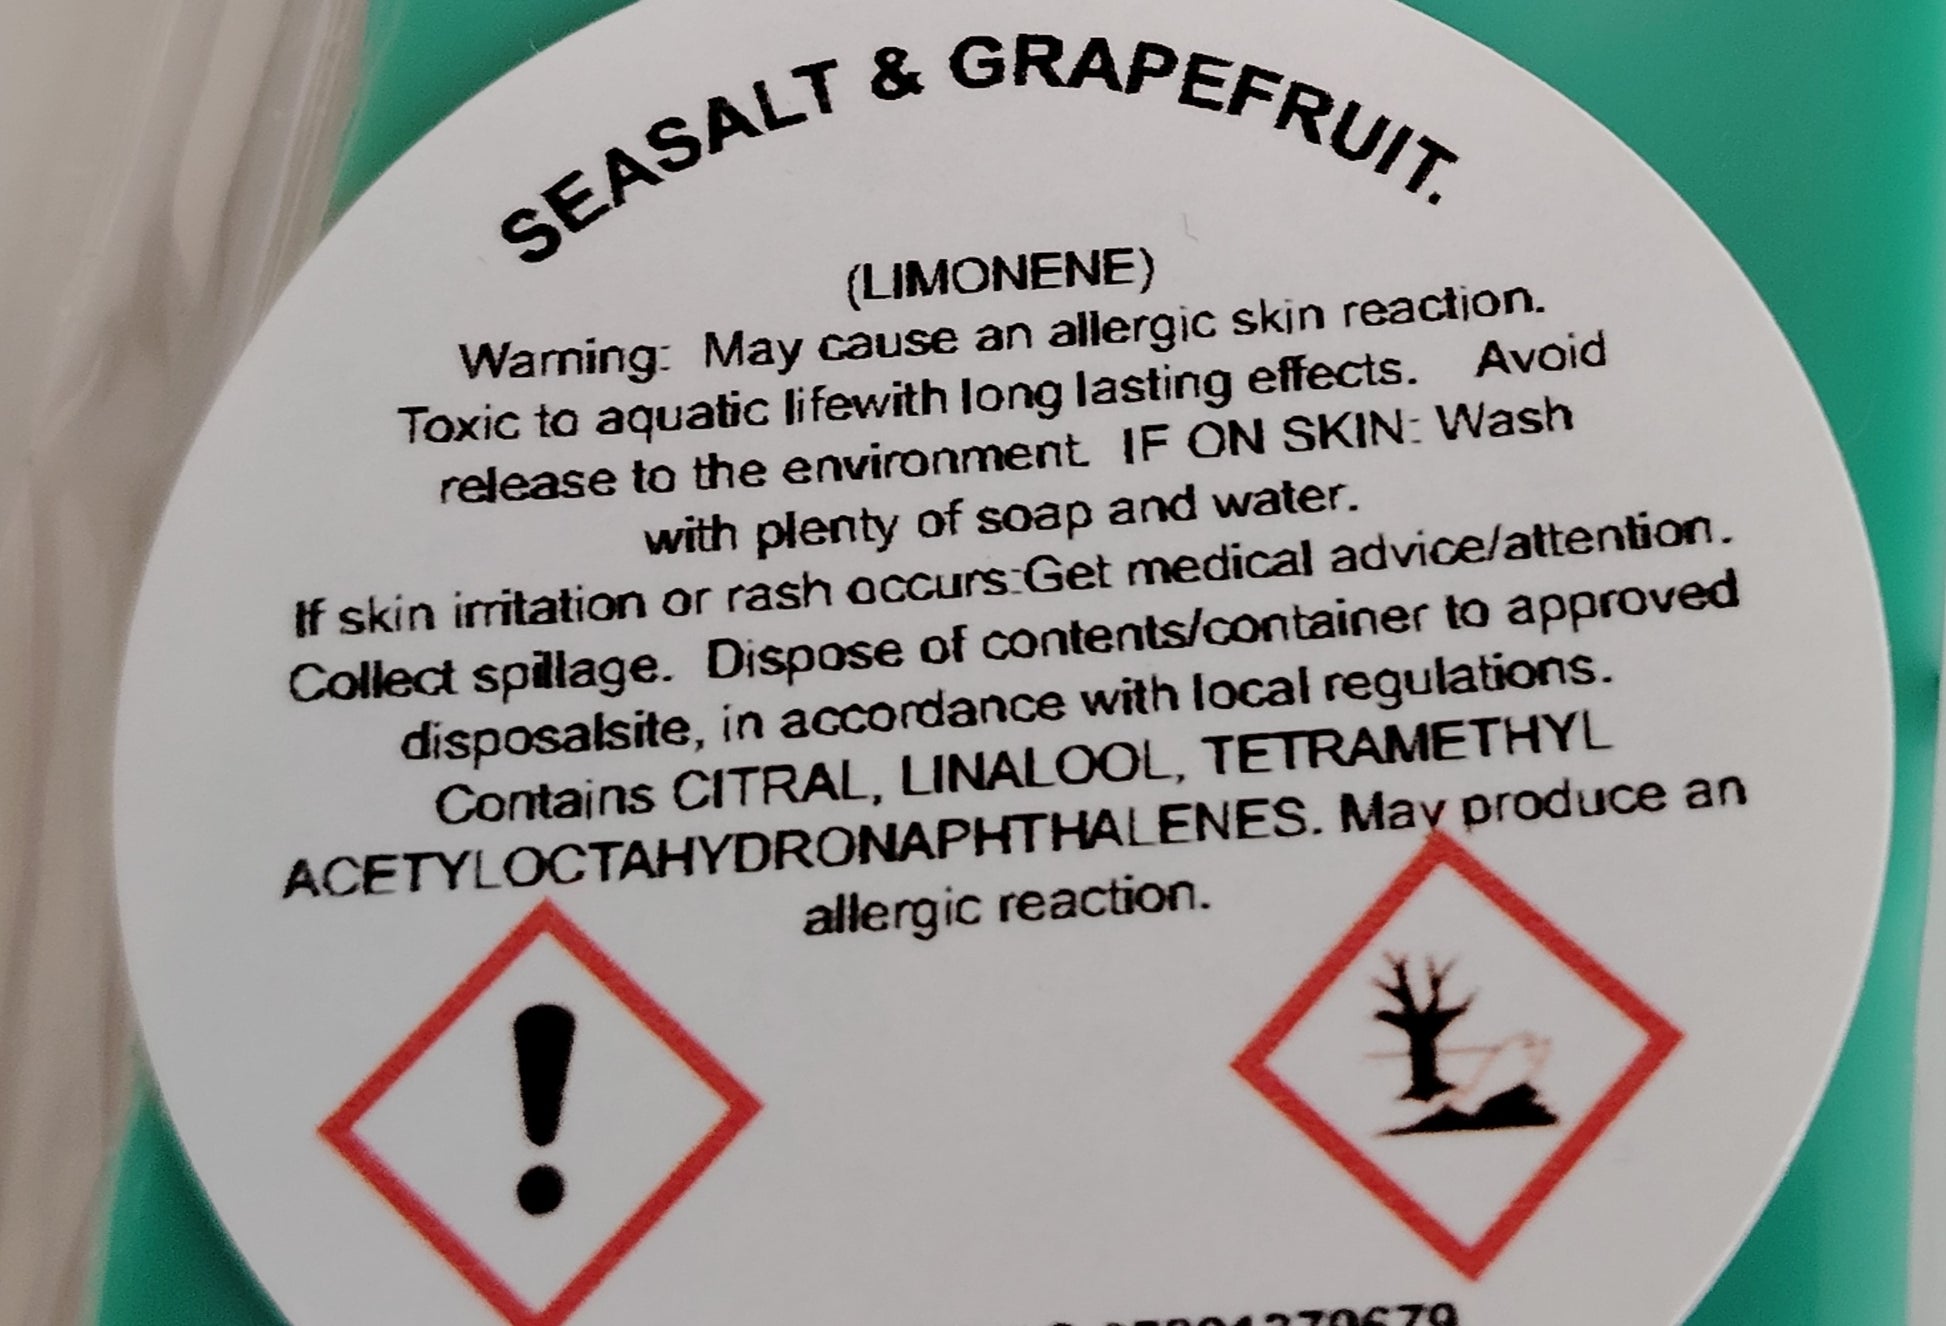 SEASALT & GRAPEFRUIT.
(LIMONENE)
Warning: May cause an allergic skin reaction.
Toxic to aquatic lifewith long lasting effects. Avoid
release to the environment. IF ON SKIN: Wash
with plenty of soap and water.
If skin irritation or rash occurs:Get medical advice/attention.
Collect spillage. Dispose of contents/container to approved
disposalsite, in accordance with local regulations.
Contains CITRAL, LINALOOL, TETRAMETHYL
ACETYLOCTAHYDRONAPHTHALENES. May produce an
allergic reaction.